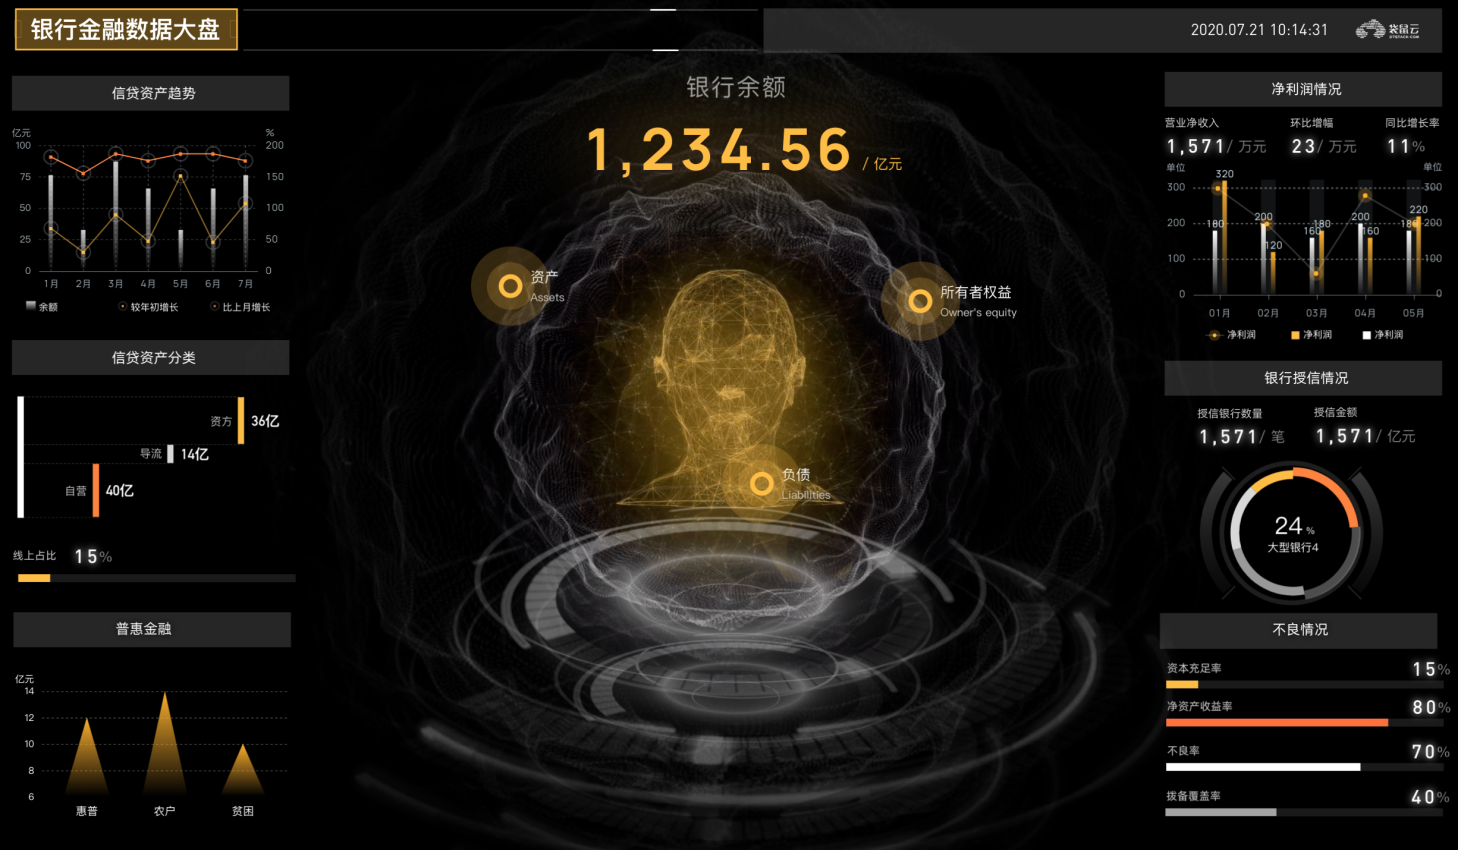 银行金融数据大盘
2020.07.21 10:14:31
袋鼠云
DTSTACK.COM
信贷资产趋势
亿元
%
100
75
50
25
0
200
150
100
50
0
1月 2月 3月 4月 5月 6月 7月
余额 较年初增长 比上月增长
信贷资产分类
资方 36亿
导流 14亿
自营 40亿
线上占比 15%
普惠金融
亿元
14
12
10
8
6
惠普 农户 贫困
银行余额
1,234.56 / 亿元
资产
Assets
所有者权益
Owner's equity
负债
Liabilities
净利润情况
营业净收入 环比增幅 同比增长率
1,571/ 万元 23/ 万元 11%
单位 单位
300
200
100
0
300
200
100
0
180 320
200 120
160 180
200 160
180 220
01月 02月 03月 04月 05月
净利润 净利润 净利润
银行授信情况
授信银行数量 授信金额
1,571/ 笔 1,571/ 亿元
24 %
大型银行4
不良情况
资本充足率 15%
净资产收益率 80%
不良率 70%
拨备覆盖率 40%